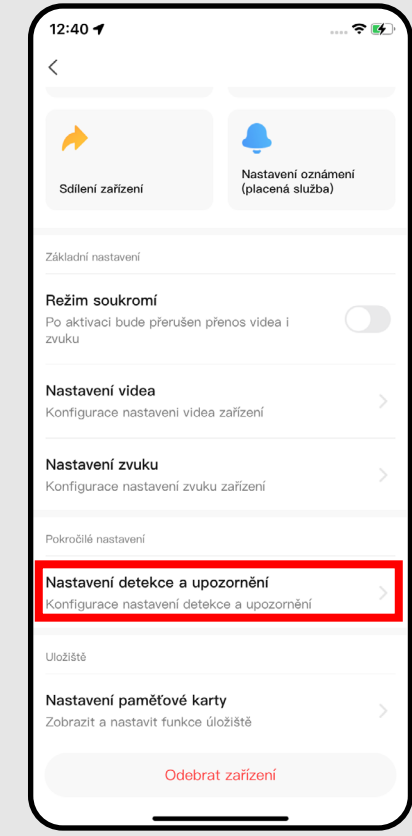 12:40
Sdílení zařízení
Nastavení oznámení
(placená služba)
Základní nastavení
Režim soukromí
Po aktivaci bude přerušen přenos videa i
zvuku
Nastavení videa
Konfigurace nastaveni videa zařízení
Nastavení zvuku
Konfigurace nastavení zvuku zařízení
Pokročilé nastavení
Nastavení detekce a upozornění
Konfigurace nastavení detekce a upozornění
Uložiště
Nastavení paměťové karty
Zobrazit a nastavit funkce úložiště
Odebrat zařízení